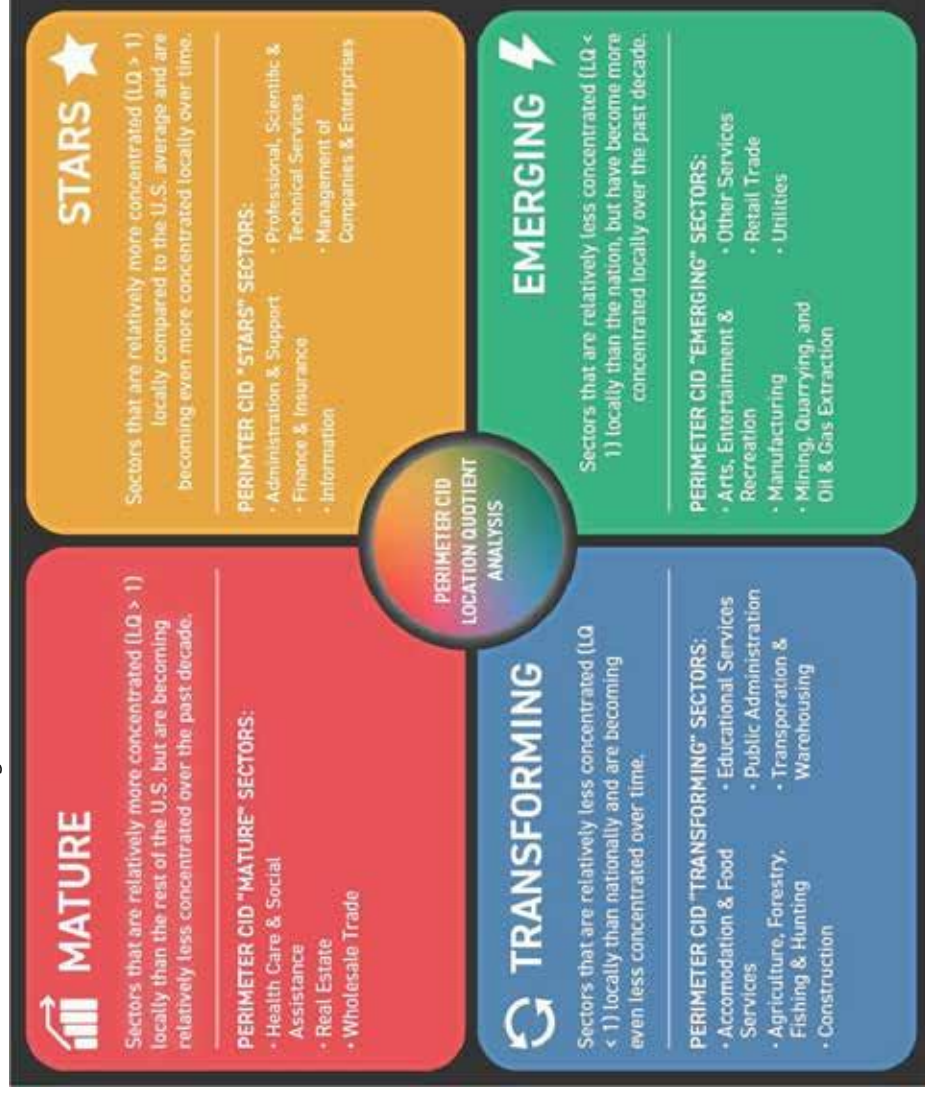 MATURE
Sectors that are relatively more concentrated (LQ > 1)
locally than the rest of the U.S. but are becoming
relatively less concentrated over the past decade.
PERIMETER CID "MATURE" SECTORS:
· Health Care & Social
Assistance
· Real Estate
· Wholesale Trade
STARS
Sectors that are relatively more concentrated (LQ > 1)
locally compared to the U.S. average and are
becoming even more concentrated locally over time.
PERIMETER CID "STARS" SECTORS:
· Administration & Support
· Finance & Insurance
· Information
· Professional, Scientific &
Technical Services
· Management of
Companies & Enterprises
PERIMETER CID
LOCATION QUOTIENT
ANALYSIS
TRANSFORMING
Sectors that are relatively less concentrated (LQ
< 1) locally than nationally and are becoming
even less concentrated over time.
PERIMETER CID "TRANSFORMING" SECTORS:
· Accomodation & Food
Services
· Agriculture, Forestry,
Fishing & Hunting
· Construction
· Educational Services
· Public Administration
· Transporation &
Warehousing
EMERGING
Sectors that are relatively less concentrated (LQ <
1) locally than the nation, but have become more
concentrated locally over the past decade.
PERIMETER CID "EMERGING" SECTORS:
· Arts, Entertainment &
Recreation
· Manufacturing
· Mining, Quarrying, and
Oil & Gas Extraction
· Other Services
· Retail Trade
· Utilities